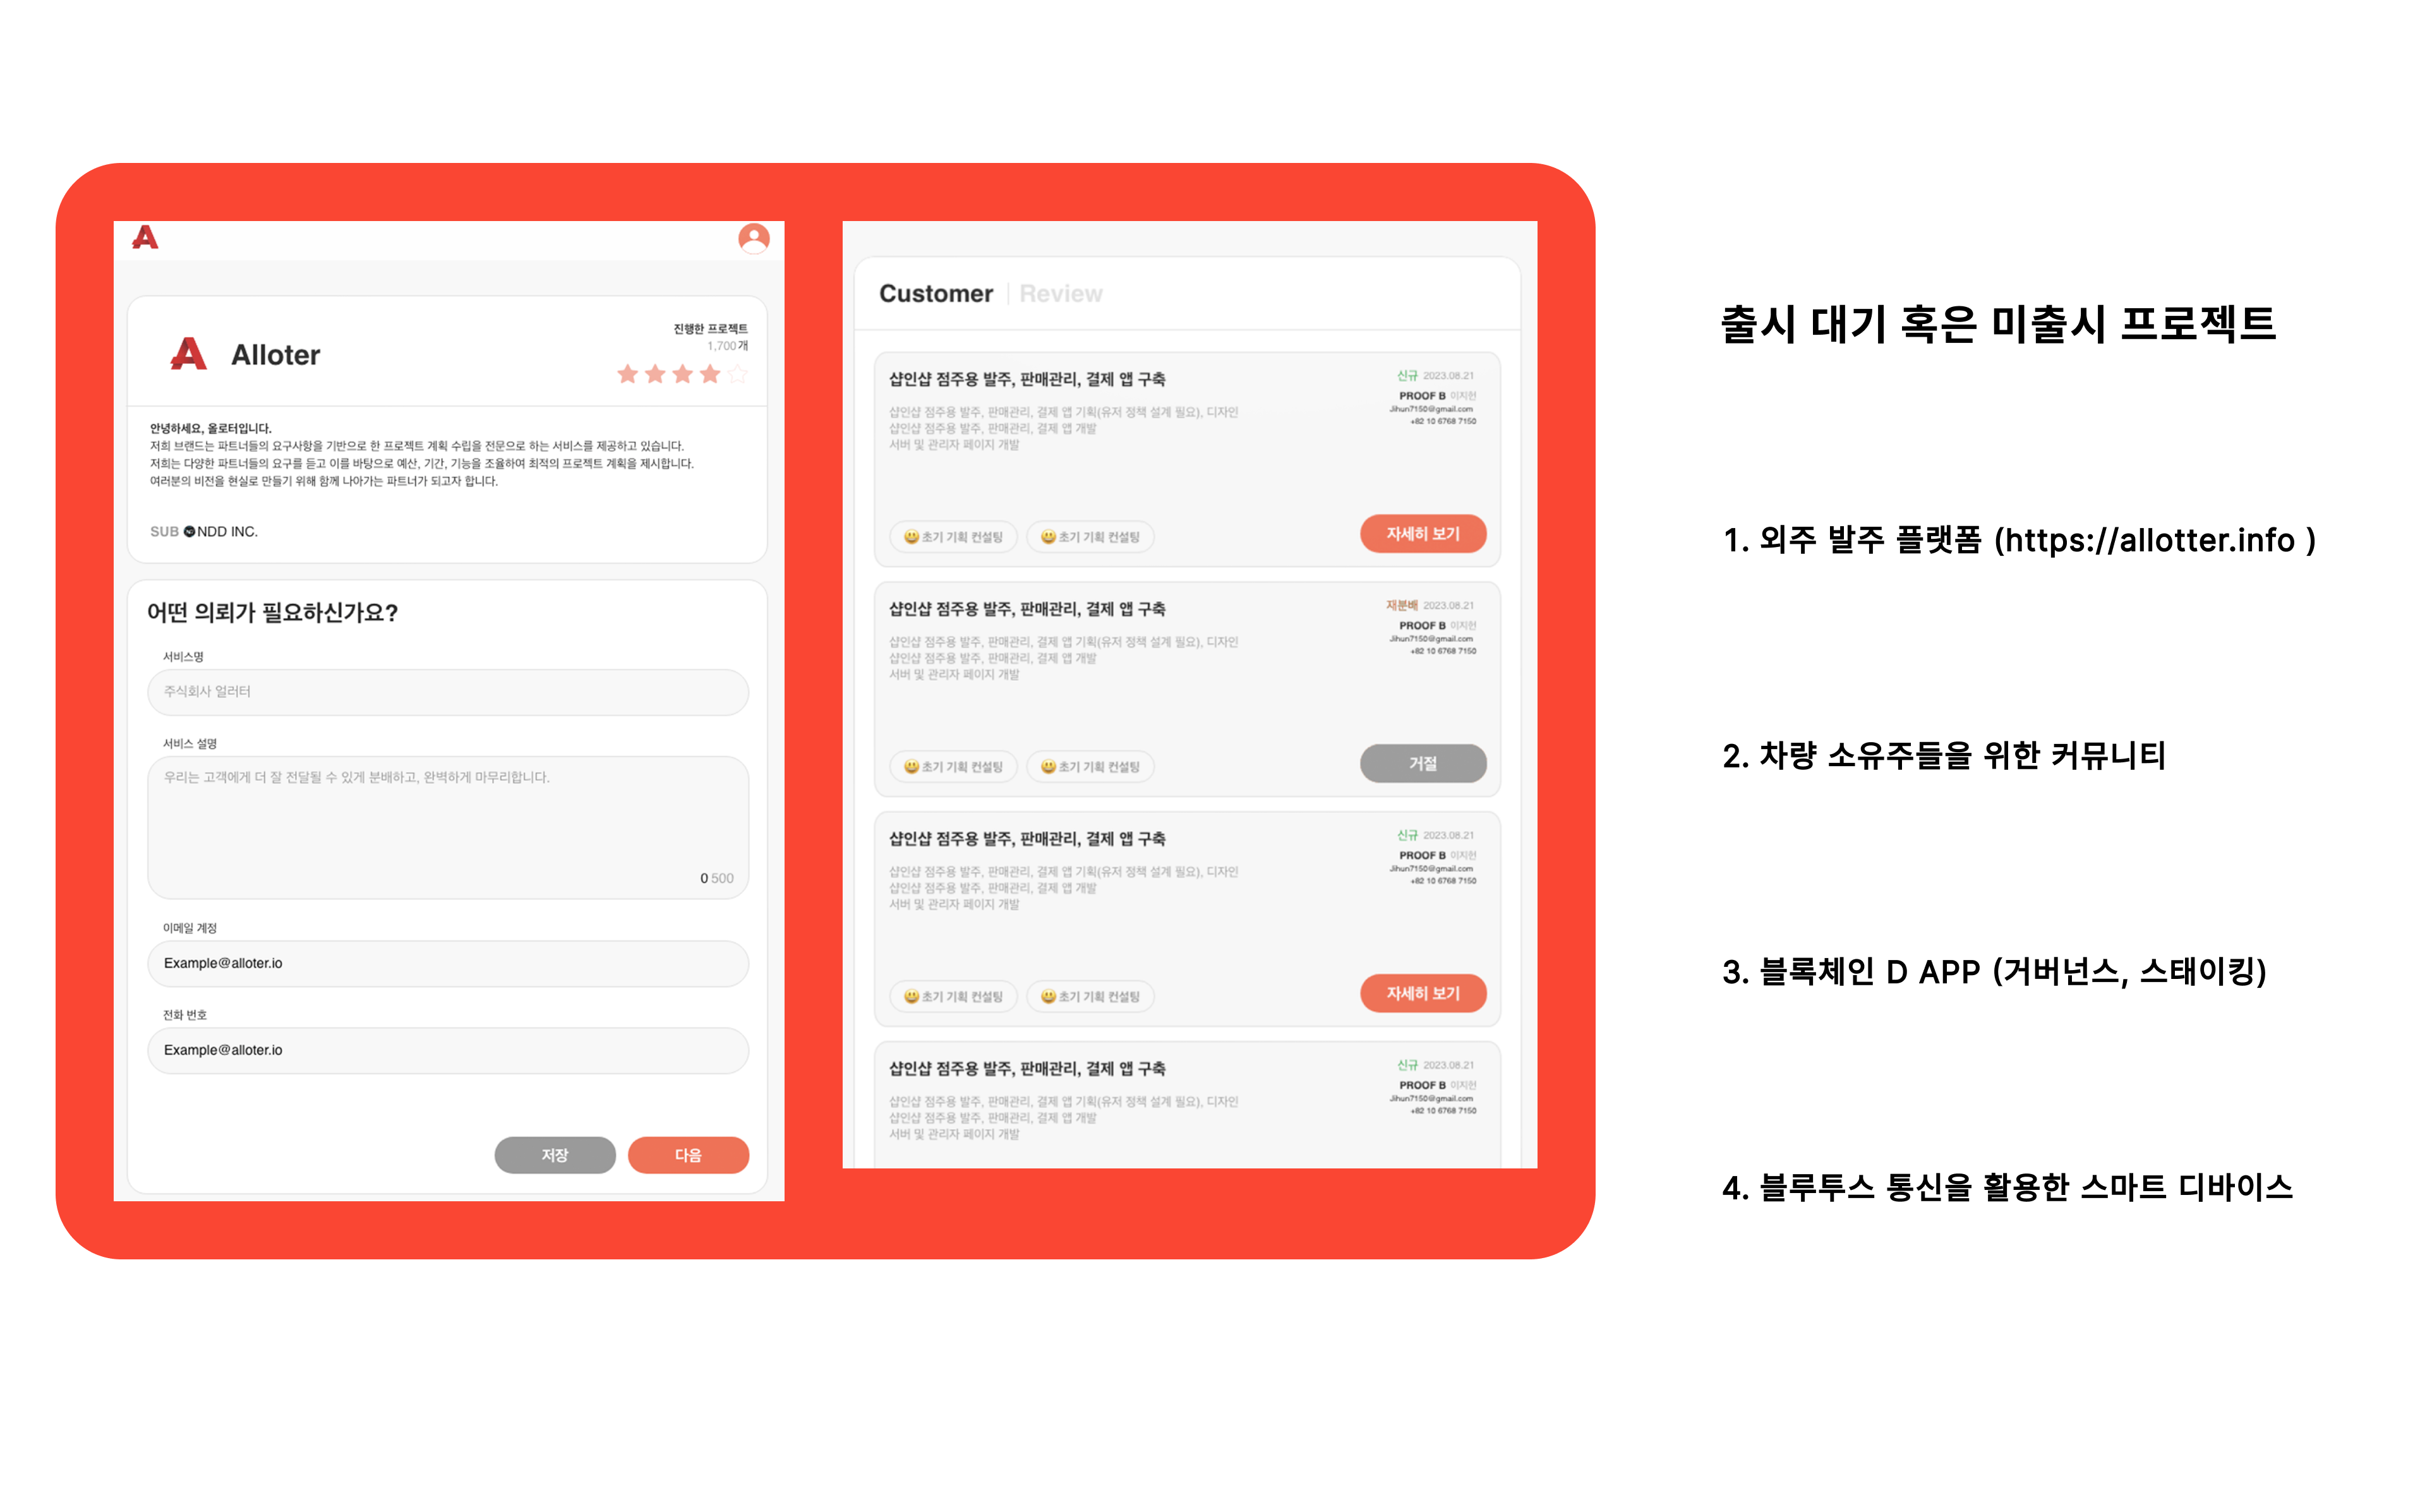 Alloter
진행한 프로젝트
1,700개
안녕하세요, 올로터입니다.
저희 브랜드는 파트너들의 요구사항을 기반으로 한 프로젝트 계획 수립을 전문으로 하는 서비스를 제공하고 있습니다.
저희는 다양한 파트너들의 요구를 듣고 이를 바탕으로 예산, 기간, 기능을 조율하여 최적의 프로젝트 계획을 제시합니다.
여러분의 비전을 현실로 만들기 위해 함께 나아가는 파트너가 되고자 합니다.
SUB NDD INC.
어떤 의뢰가 필요하신가요?
서비스명
주식회사 얼러터
서비스 설명
우리는 고객에게 더 잘 전달될 수 있게 분배하고, 완벽하게 마무리합니다.
0 500
이메일 계정
Example@alloter.io
전화 번호
Example@alloter.io
저장
다음
Customer | Review
샵인샵 점주용 발주, 판매관리, 결제 앱 구축
신규 2023.08.21
PROOF B 이지현
Jihun7150@gmail.com
+82 10 6768 7150
샵인샵 점주용 발주, 판매관리, 결제 앱 기획(유저 정책 설계 필요), 디자인
샵인샵 점주용 발주, 판매관리, 결제 앱 개발
서버 및 관리자 페이지 개발
초기 기획 컨설팅
초기 기획 컨설팅
자세히 보기
샵인샵 점주용 발주, 판매관리, 결제 앱 구축
재분배 2023.08.21
PROOF B 이지현
Jihun7150@gmail.com
+82 10 6768 7150
샵인샵 점주용 발주, 판매관리, 결제 앱 기획(유저 정책 설계 필요), 디자인
샵인샵 점주용 발주, 판매관리, 결제 앱 개발
서버 및 관리자 페이지 개발
초기 기획 컨설팅
초기 기획 컨설팅
거절
샵인샵 점주용 발주, 판매관리, 결제 앱 구축
신규 2023.08.21
PROOF B 이지현
Jihun7150@gmail.com
+82 10 6768 7150
샵인샵 점주용 발주, 판매관리, 결제 앱 기획(유저 정책 설계 필요), 디자인
샵인샵 점주용 발주, 판매관리, 결제 앱 개발
서버 및 관리자 페이지 개발
초기 기획 컨설팅
초기 기획 컨설팅
자세히 보기
샵인샵 점주용 발주, 판매관리, 결제 앱 구축
신규 2023.08.21
PROOF B 이지현
Jihun7150@gmail.com
+82 10 6768 7150
샵인샵 점주용 발주, 판매관리, 결제 앱 기획(유저 정책 설계 필요), 디자인
샵인샵 점주용 발주, 판매관리, 결제 앱 개발
서버 및 관리자 페이지 개발
출시 대기 혹은 미출시 프로젝트
1. 외주 발주 플랫폼 (https://allotter.info )
2. 차량 소유주들을 위한 커뮤니티
3. 블록체인 D APP (거버넌스, 스태이킹)
4. 블루투스 통신을 활용한 스마트 디바이스